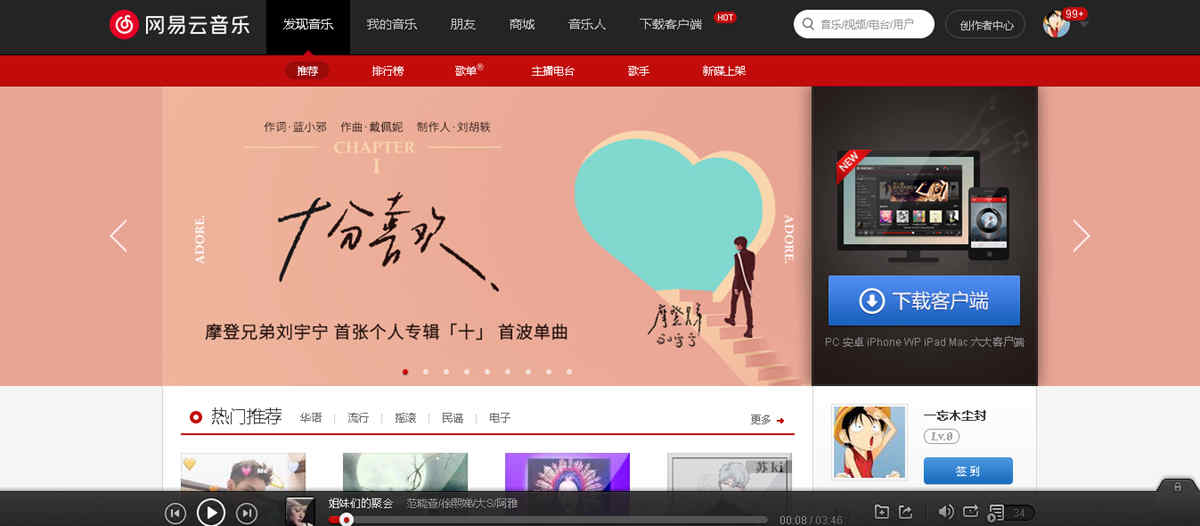 网易云音乐
发现音乐 我的音乐 朋友 商城 音乐人 下载客户端 HOT
音乐/视频/电台/用户
创作者中心
99+
推荐 排行榜 歌单® 主播电台 歌手 新碟上架
作词·蓝小邪 作曲·戴佩妮 制作人·刘胡轶
CHAPTER
I
十分喜欢、
ADORE.
ADORE.
摩登兄弟
刘宇宁
摩登兄弟刘宇宁 首张个人专辑「十」 首波单曲
NEW
下载客户端
PC 安卓 iPhone WP iPad Mac 六大客户端
热门推荐 华语 | 流行 | 摇滚 | 民谣 | 电子
更多
一忘木尘封
Lv.8
签到
苏ki
姐妹们的聚会 范晓萱/徐熙娣/大S/阿雅
00:08 / 03:46
34